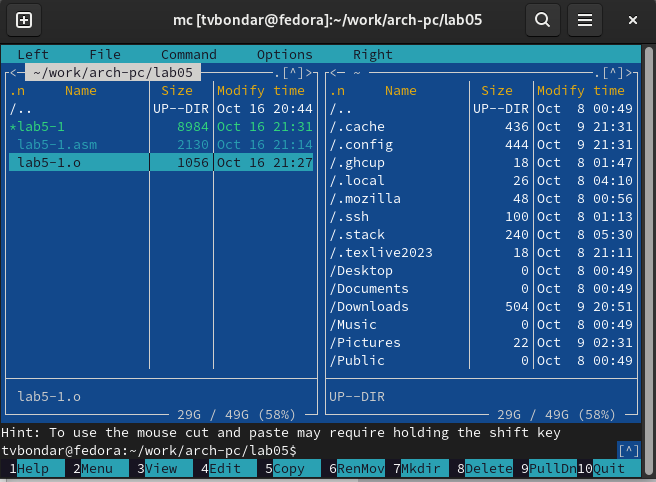 mc [tvbondar@fedora]:~/work/arch-pc/lab05
Left File Command Options Right
<─ ~/work/arch-pc/lab05 .[^]>
.n Name Size Modify time
/.. UP--DIR Oct 16 20:44
*lab5-1 8984 Oct 16 21:31
lab5-1.asm 2130 Oct 16 21:14
lab5-1.o 1056 Oct 16 21:27
lab5-1.o
29G / 49G (58%)
<─ ~ .[^]>
.n Name Size Modify time
/.. UP--DIR Oct 8 00:49
/.cache 436 Oct 9 21:31
/.config 444 Oct 9 21:31
/.ghcup 18 Oct 8 01:47
/.local 26 Oct 8 04:10
/.mozilla 48 Oct 8 00:56
/.ssh 100 Oct 8 01:13
/.stack 240 Oct 8 05:30
/.texlive2023 18 Oct 8 21:11
/Desktop 0 Oct 8 00:49
/Documents 0 Oct 8 00:49
/Downloads 504 Oct 9 20:51
/Music 0 Oct 8 00:49
/Pictures 22 Oct 9 02:31
/Public 0 Oct 8 00:49
UP--DIR
29G / 49G (58%)
Hint: To use the mouse cut and paste may require holding the shift key
tvbondar@fedora:~/work/arch-pc/lab05$ [^]
1Help 2Menu 3View 4Edit 5Copy 6RenMov 7Mkdir 8Delete 9PullDn 10Quit